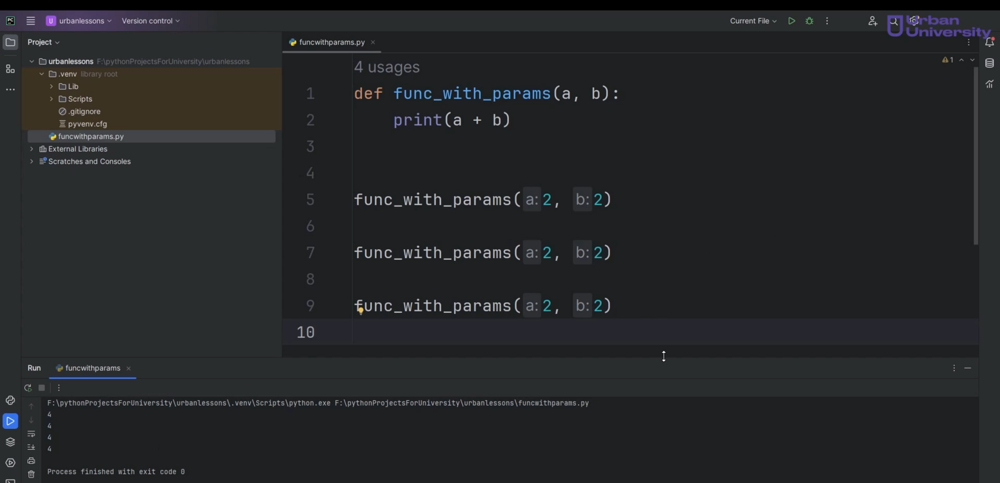 PC
U urbanlessons Version control
Current File
Urban University
Project
funcwithparams.py
urbanlessons F:\pythonProjectsForUniversity\urbanlessons
.venv library root
Lib
Scripts
.gitignore
pyvenv.cfg
funcwithparams.py
External Libraries
Scratches and Consoles
1
4 usages
1 def func_with_params(a, b):
2 print(a + b)
3
4
5 func_with_params(a: 2, b: 2)
6
7 func_with_params(a: 2, b: 2)
8
9 func_with_params(a: 2, b: 2)
10
Run funcwithparams
F:\pythonProjectsForUniversity\urbanlessons\.venv\Scripts\python.exe F:\pythonProjectsForUniversity\urbanlessons\funcwithparams.py
4
4
4
4
Process finished with exit code 0